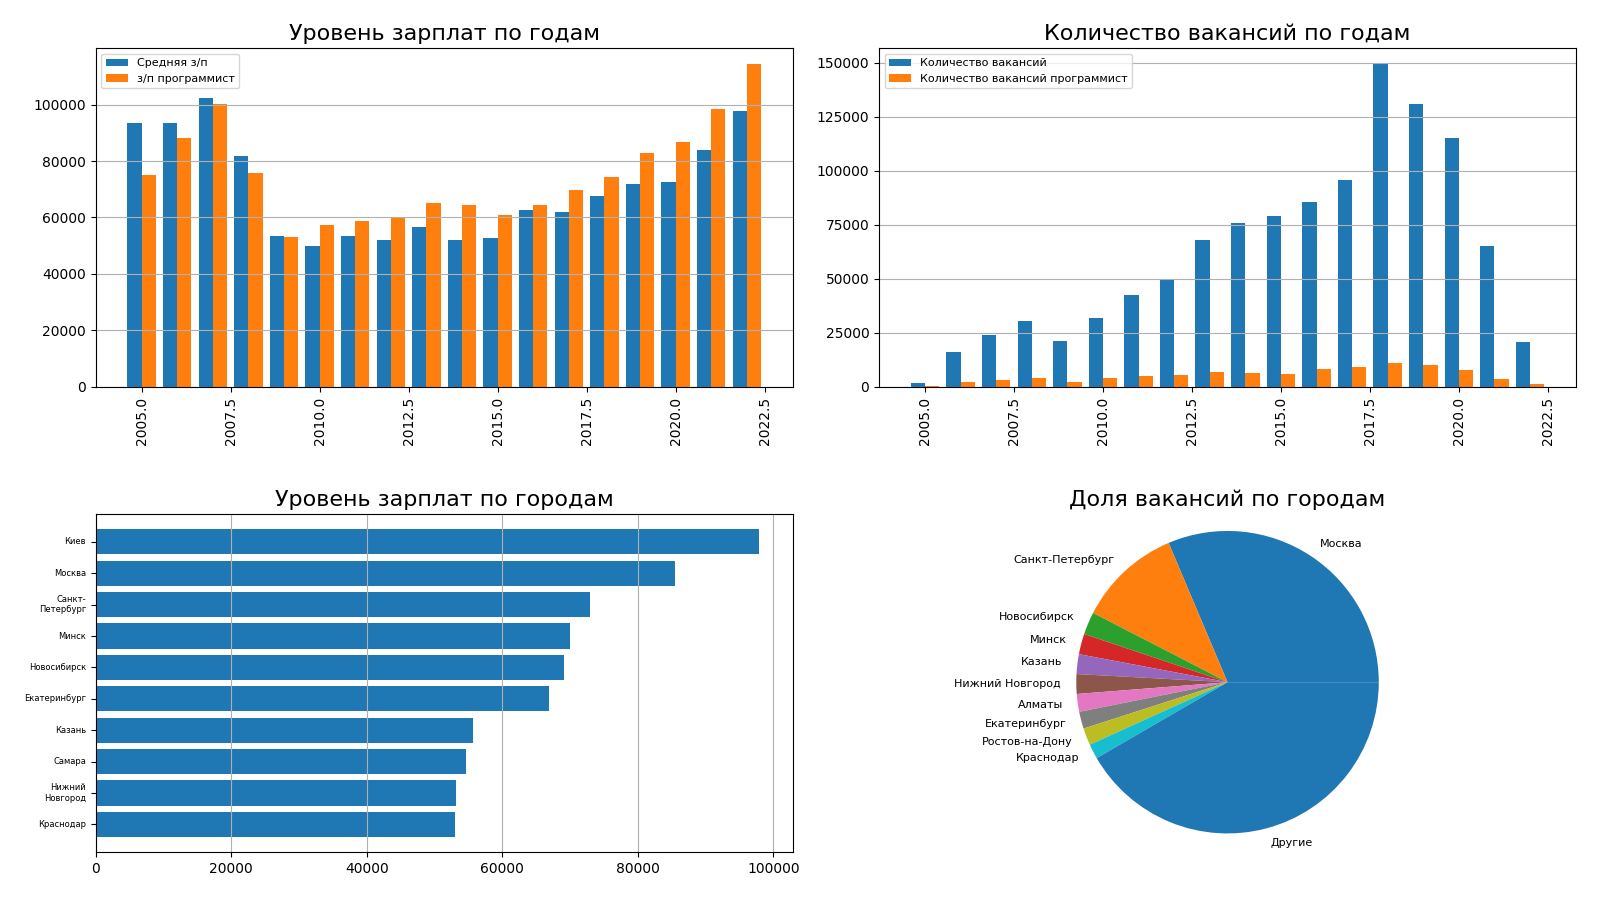 Уровень зарплат по годам
Средняя з/п
з/п программист
100000
80000
60000
40000
20000
0
2005.0
2007.5
2010.0
2012.5
2015.0
2017.5
2020.0
2022.5
Количество вакансий по годам
Количество вакансий
Количество вакансий программист
150000
125000
100000
75000
50000
25000
0
2005.0
2007.5
2010.0
2012.5
2015.0
2017.5
2020.0
2022.5
Уровень зарплат по городам
Киев
Москва
Санкт-
Петербург
Минск
Новосибирск
Екатеринбург
Казань
Самара
Нижний
Новгород
Краснодар
0
20000
40000
60000
80000
100000
Доля вакансий по городам
Москва
Санкт-Петербург
Новосибирск
Минск
Казань
Нижний Новгород
Алматы
Екатеринбург
Ростов-на-Дону
Краснодар
Другие